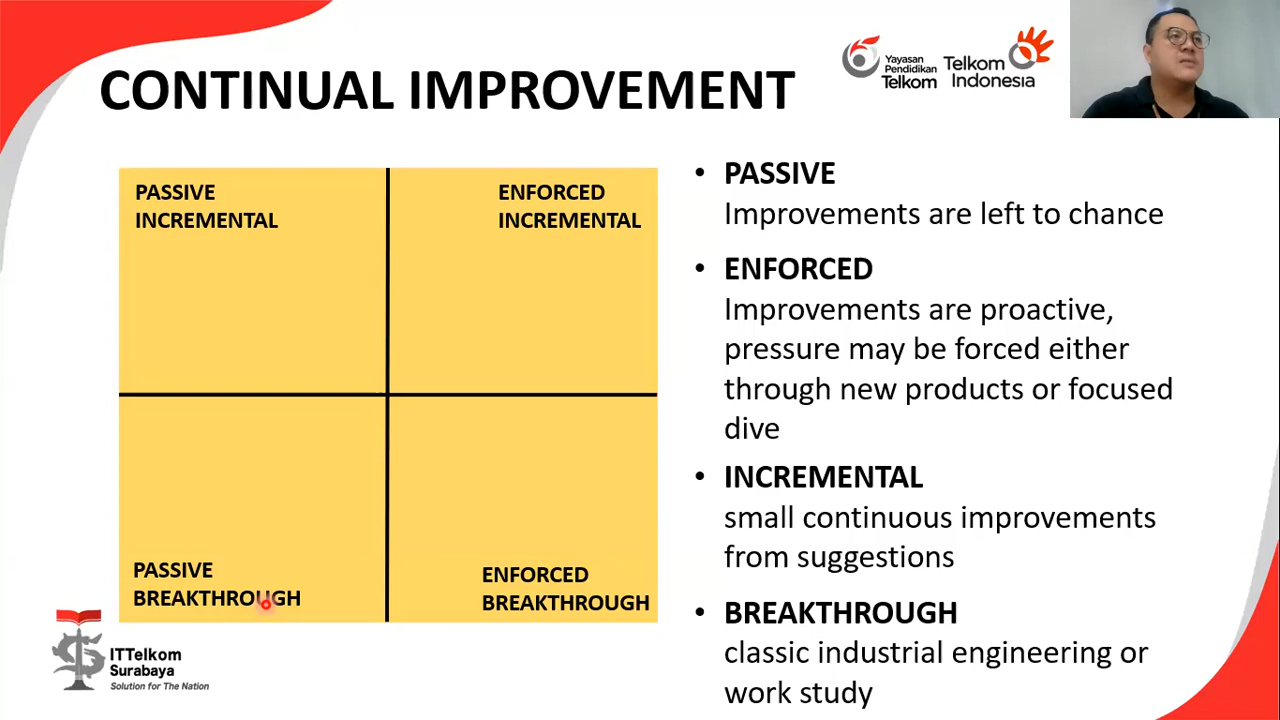 CONTINUAL IMPROVEMENT
Yayasan
Pendidikan
Telkom
Telkom
Indonesia
PASSIVE
INCREMENTAL
ENFORCED
INCREMENTAL
PASSIVE
BREAKTHROUGH
ENFORCED
BREAKTHROUGH
• PASSIVE
Improvements are left to chance
• ENFORCED
Improvements are proactive,
pressure may be forced either
through new products or focused
dive
• INCREMENTAL
small continuous improvements
from suggestions
• BREAKTHROUGH
classic industrial engineering or
work study
ITTelkom
Surabaya
Solution for The Nation